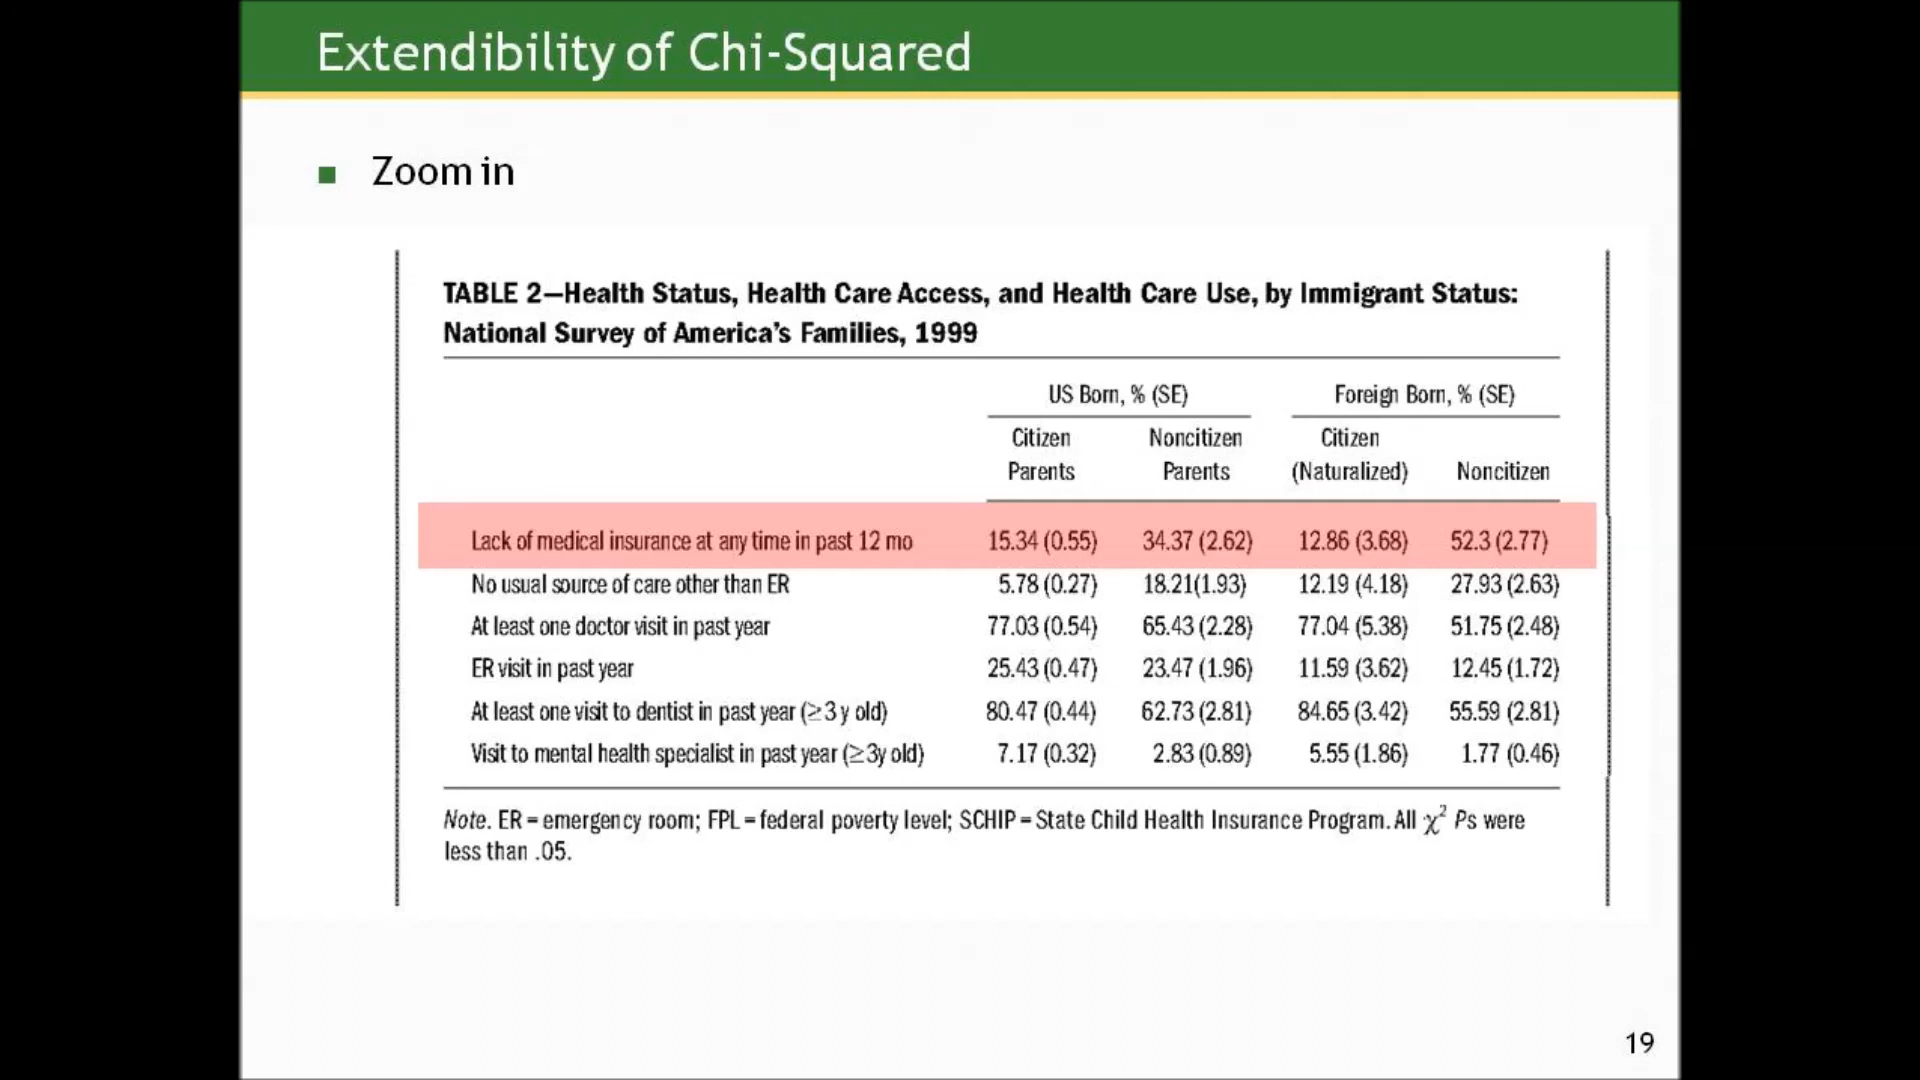 Extendibility of Chi-Squared
Zoom in
TABLE 2—Health Status, Health Care Access, and Health Care Use, by Immigrant Status:
National Survey of America's Families, 1999
US Born, % (SE) Foreign Born, % (SE)
Citizen Noncitizen Citizen
Parents Parents (Naturalized) Noncitizen
Lack of medical insurance at any time in past 12 mo 15.34 (0.55) 34.37 (2.62) 12.86 (3.68) 52.3 (2.77)
No usual source of care other than ER 5.78 (0.27) 18.21(1.93) 12.19 (4.18) 27.93 (2.63)
At least one doctor visit in past year 77.03 (0.54) 65.43 (2.28) 77.04 (5.38) 51.75 (2.48)
ER visit in past year 25.43 (0.47) 23.47 (1.96) 11.59 (3.62) 12.45 (1.72)
At least one visit to dentist in past year (≥3 y old) 80.47 (0.44) 62.73 (2.81) 84.65 (3.42) 55.59 (2.81)
Visit to mental health specialist in past year (≥3y old) 7.17 (0.32) 2.83 (0.89) 5.55 (1.86) 1.77 (0.46)
Note. ER = emergency room; FPL = federal poverty level; SCHIP = State Child Health Insurance Program. All χ² Ps were
less than .05.
19